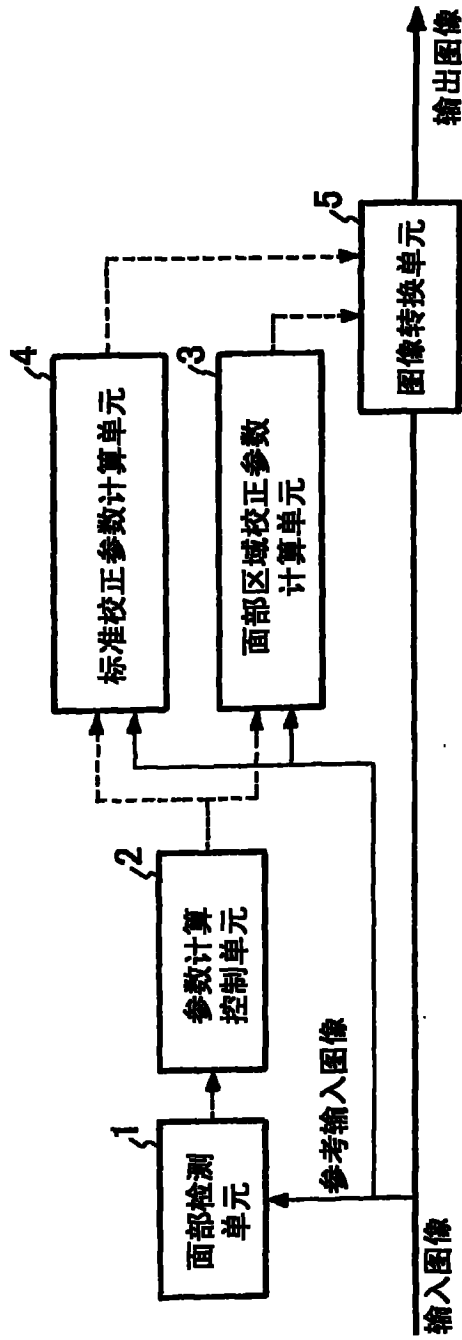 1
面部检测
单元
2
参数计算
控制单元
4
标准校正参数计算单元
3
面部区域校正参数
计算单元
5
图像转换单元
参考输入图像
输入图像
输出图像